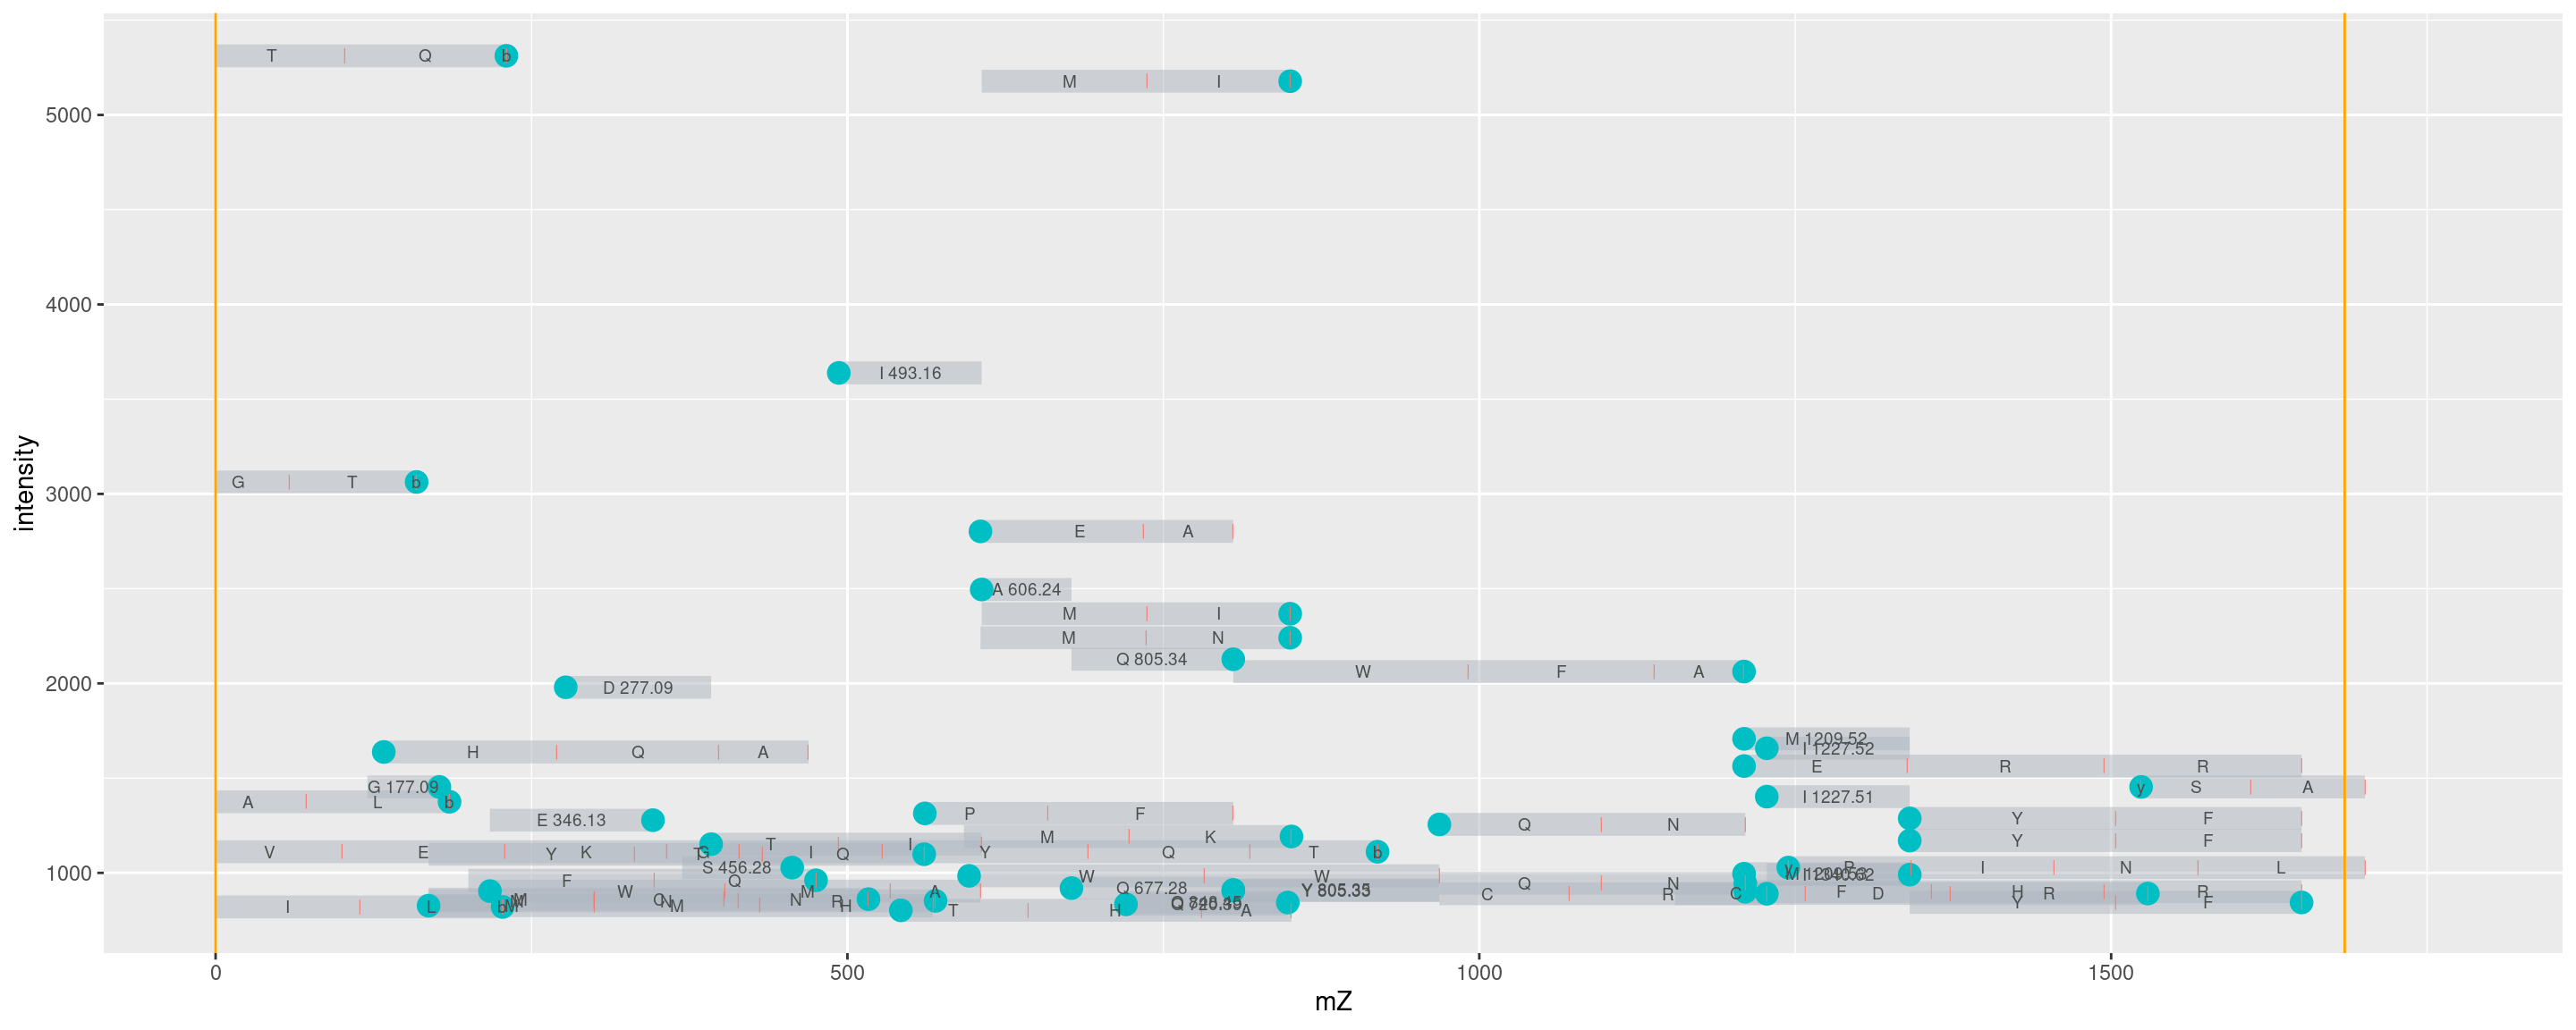 T Q b
M I
5000
4000
I 493.16
G T b
3000
E A
A 606.24
M I
M N
Q 805.34
W F A
D 277.09
2000
M 1209.52
I 1227.52
H Q A
E R R
G 177.09
y S A
A L b
I 1227.51
E 346.13
P F
Q N
Y F
M K
Y F
T I
V E Y K T G I Q Y Q T b
1000
S 456.28
R I N L
F Q W W
Q 677.28
Q N
Y 805.35
W M A
C R C F D H R R
M N R H
Y F
I L b M T H A
0 500 1000 1500
mZ
intensity